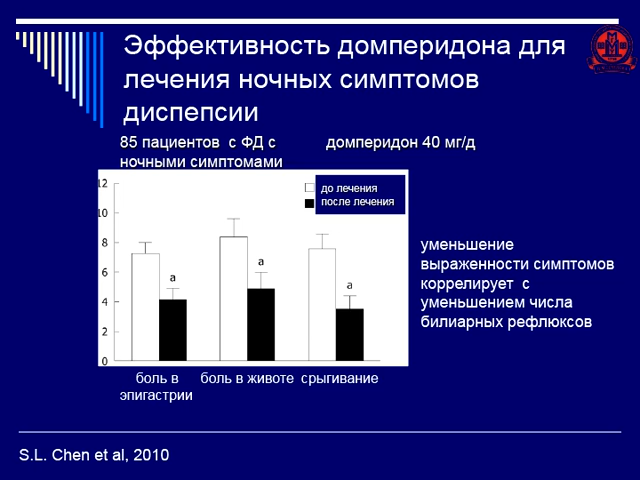 Эффективность домперидона для
лечения ночных симптомов
диспепсии
85 пациентов с ФД с
ночными симптомами
домперидон 40 мг/д
до лечения
после лечения
12
10
8
6
4
2
0
a
a
a
боль в
эпигастрии
боль в животе
срыгивание
уменьшение
выраженности симптомов
коррелирует с
уменьшением числа
билиарных рефлюксов
S.L. Chen et al, 2010